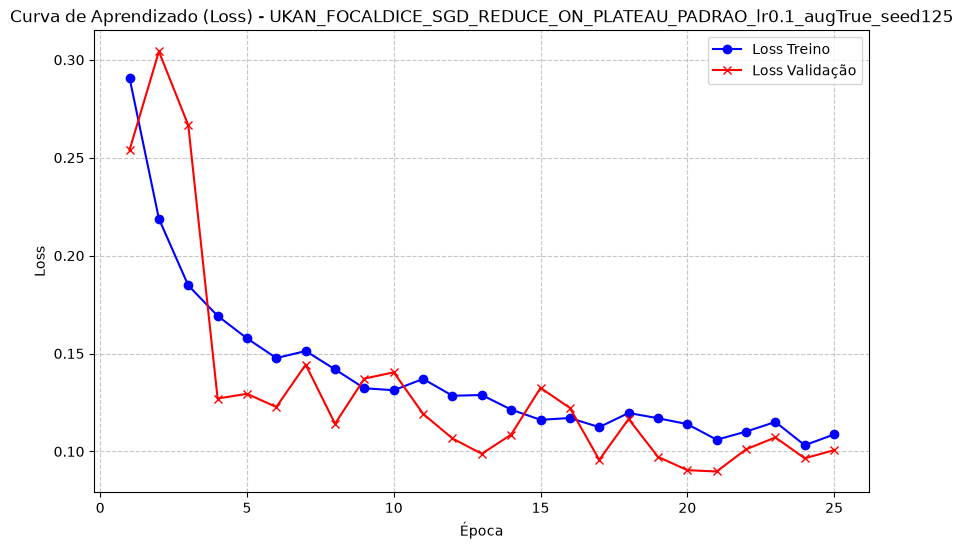 Curva de Aprendizado (Loss) - UKAN_FOCALDICE_SGD_REDUCE_ON_PLATEAU_PADRAO_lr0.1_augTrue_seed125
Loss Treino
Loss Validação
0.30
0.25
0.20
0.15
0.10
Loss
0
5
10
15
20
25
Época